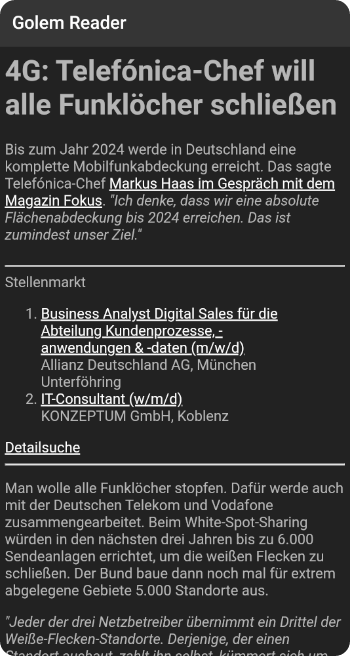 Golem Reader
4G: Telefónica-Chef will
alle Funklöcher schließen
Bis zum Jahr 2024 werde in Deutschland eine
komplette Mobilfunkabdeckung erreicht. Das sagte
Telefónica-Chef Markus Haas im Gespräch mit dem
Magazin Fokus. "Ich denke, dass wir eine absolute
Flächenabdeckung bis 2024 erreichen. Das ist
zumindest unser Ziel."
Stellenmarkt
1. Business Analyst Digital Sales für die
Abteilung Kundenprozesse, -
anwendungen & -daten (m/w/d)
Allianz Deutschland AG, München
Unterföhring
2. IT-Consultant (w/m/d)
KONZEPTUM GmbH, Koblenz
Detailsuche
Man wolle alle Funklöcher stopfen. Dafür werde auch
mit der Deutschen Telekom und Vodafone
zusammengearbeitet. Beim White-Spot-Sharing
würden in den nächsten drei Jahren bis zu 6.000
Sendeanlagen errichtet, um die weißen Flecken zu
schließen. Der Bund baue dann noch mal für extrem
abgelegene Gebiete 5.000 Standorte aus.
"Jeder der drei Netzbetreiber übernimmt ein Drittel der
Weiße-Flecken-Standorte. Derjenige, der einen
Standort ausbaut, zahlt ihn selbst, kümmert sich um